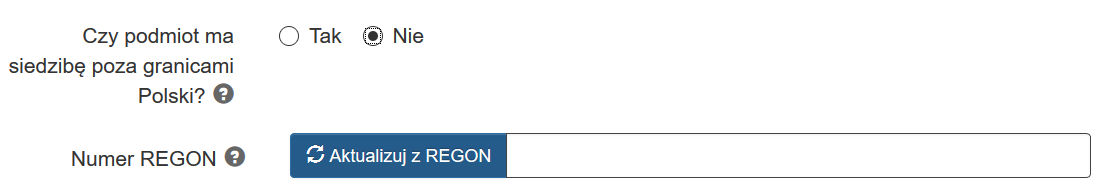 Czy podmiot ma
siedzibę poza granicami
Polski? ?
Tak Nie
Numer REGON ?
Aktualizuj z REGON